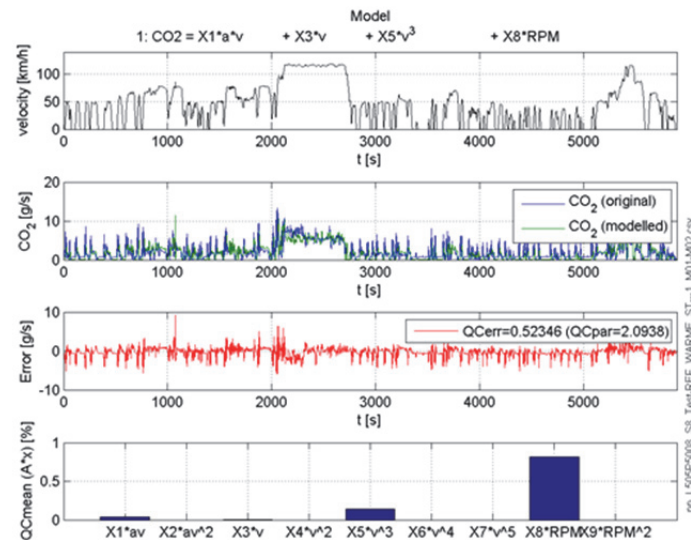 Model
1: CO2 = X1*a*v + X3*v + X5*v³ + X8*RPM
velocity [km/h]
100
50
0
0 1000 2000 3000 4000 5000
t [s]
CO₂ [g/s]
20
10
0
CO₂ (original)
CO₂ (modelled)
0 1000 2000 3000 4000 5000
t [s]
Error [g/s]
10
0
-10
QCerr=0.52346 (QCpar=2.0938)
0 1000 2000 3000 4000 5000
t [s]
QCmean (A*x) [%]
1
0.5
0
X1*av X2*av^2 X3*v X4*v^2 X5*v^3 X6*v^4 X7*v^5 X8*RPM X9*RPM^2